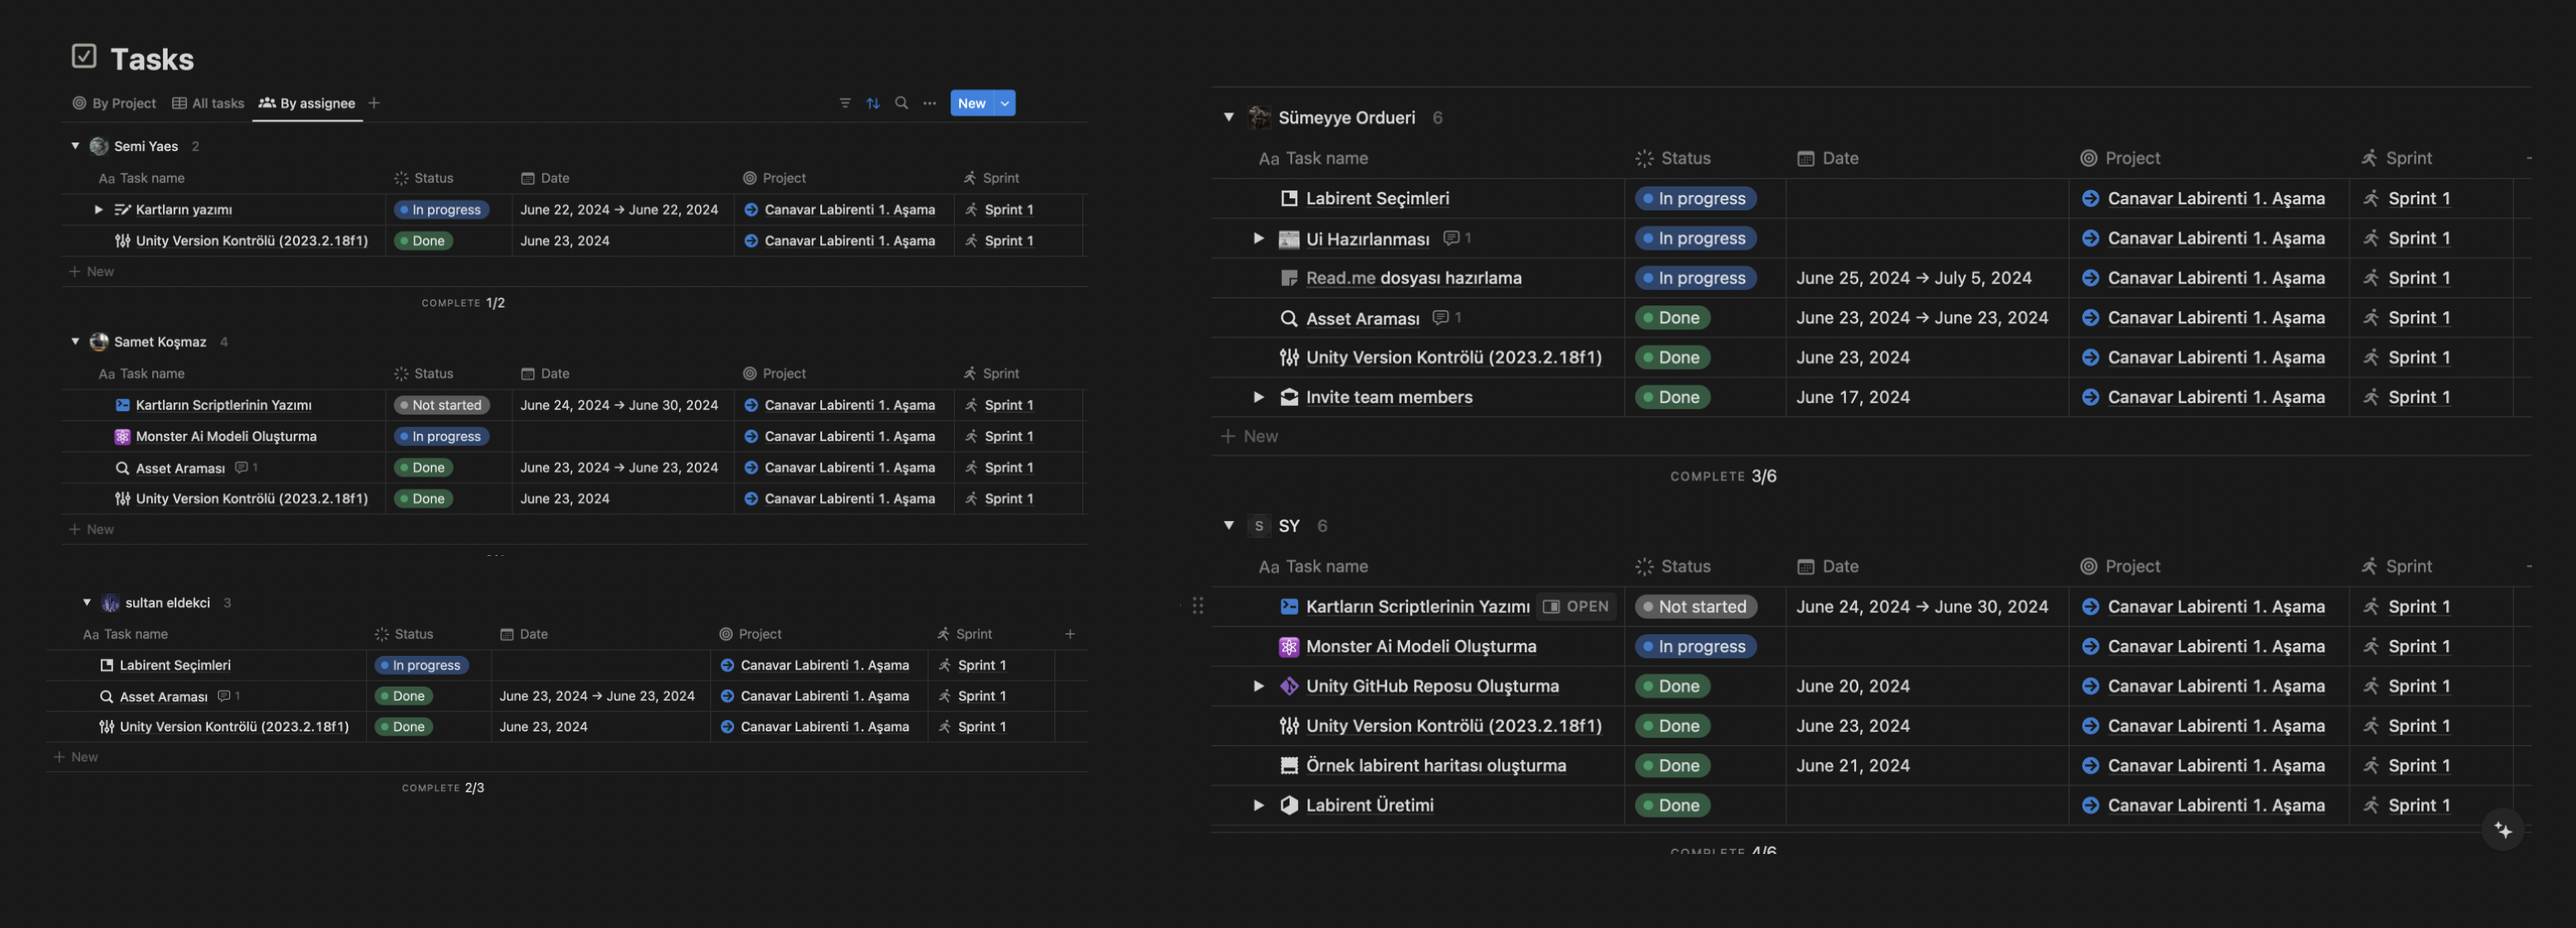 Tasks
By Project All tasks By assignee New
Semi Yaes 2
Aa Task name Status Date Project Sprint
Kartların yazımı In progress June 22, 2024 → June 22, 2024 Canavar Labirenti 1. Aşama Sprint 1
Unity Version Kontrölü (2023.2.18f1) Done June 23, 2024 Canavar Labirenti 1. Aşama Sprint 1
+ New
COMPLETE 1/2
Samet Koşmaz 4
Aa Task name Status Date Project Sprint
Kartların Scriptlerinin Yazımı Not started June 24, 2024 → June 30, 2024 Canavar Labirenti 1. Aşama Sprint 1
Monster Ai Modeli Oluşturma In progress Canavar Labirenti 1. Aşama Sprint 1
Asset Araması 1 Done June 23, 2024 → June 23, 2024 Canavar Labirenti 1. Aşama Sprint 1
Unity Version Kontrölü (2023.2.18f1) Done June 23, 2024 Canavar Labirenti 1. Aşama Sprint 1
+ New
sultan eldekci 3
Aa Task name Status Date Project Sprint +
Labirent Seçimleri In progress Canavar Labirenti 1. Aşama Sprint 1
Asset Araması 1 Done June 23, 2024 → June 23, 2024 Canavar Labirenti 1. Aşama Sprint 1
Unity Version Kontrölü (2023.2.18f1) Done June 23, 2024 Canavar Labirenti 1. Aşama Sprint 1
+ New
COMPLETE 2/3
Sümeyye Ordueri 6
Aa Task name Status Date Project Sprint
Labirent Seçimleri In progress Canavar Labirenti 1. Aşama Sprint 1
Ui Hazırlanması 1 In progress Canavar Labirenti 1. Aşama Sprint 1
Read.me dosyası hazırlama In progress June 25, 2024 → July 5, 2024 Canavar Labirenti 1. Aşama Sprint 1
Asset Araması 1 Done June 23, 2024 → June 23, 2024 Canavar Labirenti 1. Aşama Sprint 1
Unity Version Kontrölü (2023.2.18f1) Done June 23, 2024 Canavar Labirenti 1. Aşama Sprint 1
Invite team members Done June 17, 2024 Canavar Labirenti 1. Aşama Sprint 1
+ New
COMPLETE 3/6
S SY 6
Aa Task name Status Date Project Sprint
Kartların Scriptlerinin Yazımı OPEN Not started June 24, 2024 → June 30, 2024 Canavar Labirenti 1. Aşama Sprint 1
Monster Ai Modeli Oluşturma In progress Canavar Labirenti 1. Aşama Sprint 1
Unity GitHub Reposu Oluşturma Done June 20, 2024 Canavar Labirenti 1. Aşama Sprint 1
Unity Version Kontrölü (2023.2.18f1) Done June 23, 2024 Canavar Labirenti 1. Aşama Sprint 1
Örnek labirent haritası oluşturma Done June 21, 2024 Canavar Labirenti 1. Aşama Sprint 1
Labirent Üretimi Done Canavar Labirenti 1. Aşama Sprint 1
COMPLETE 4/6